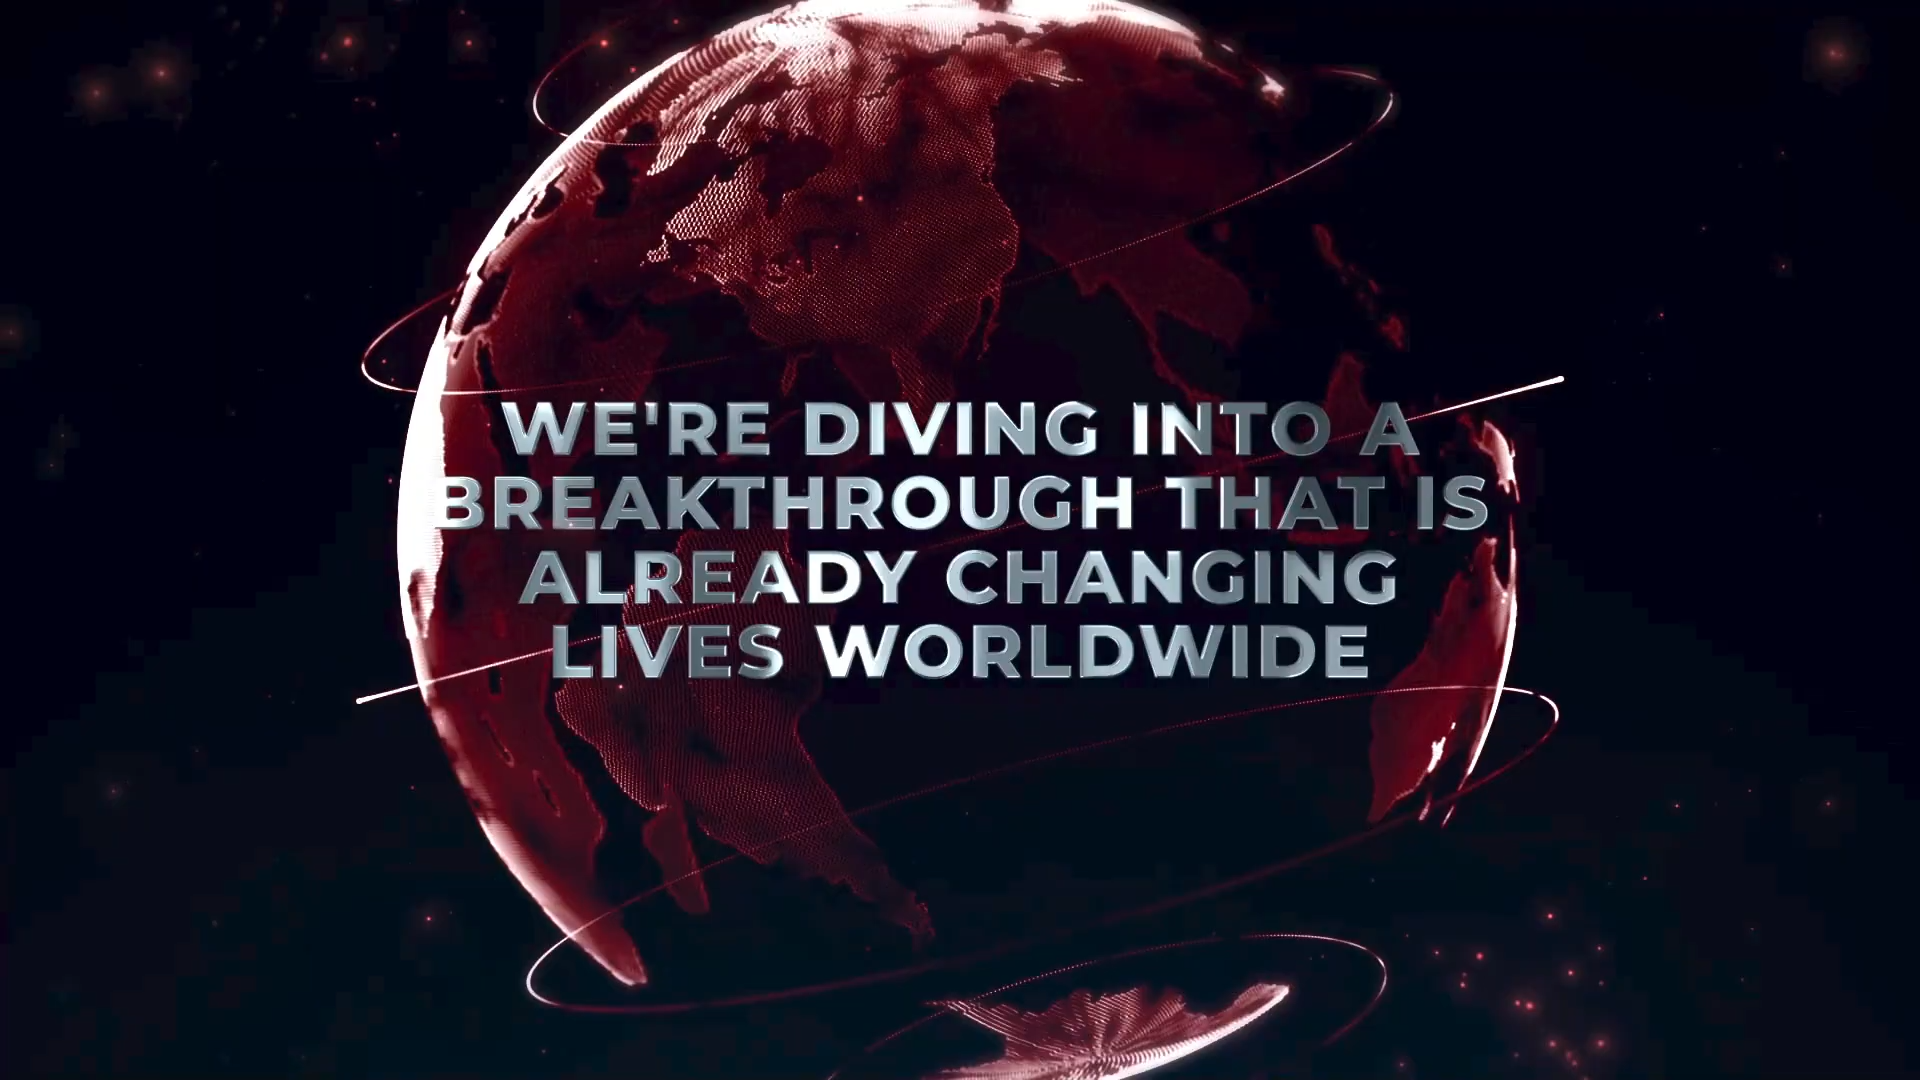 WE'RE DIVING INTO A
BREAKTHROUGH THAT IS
ALREADY CHANGING
LIVES WORLDWIDE